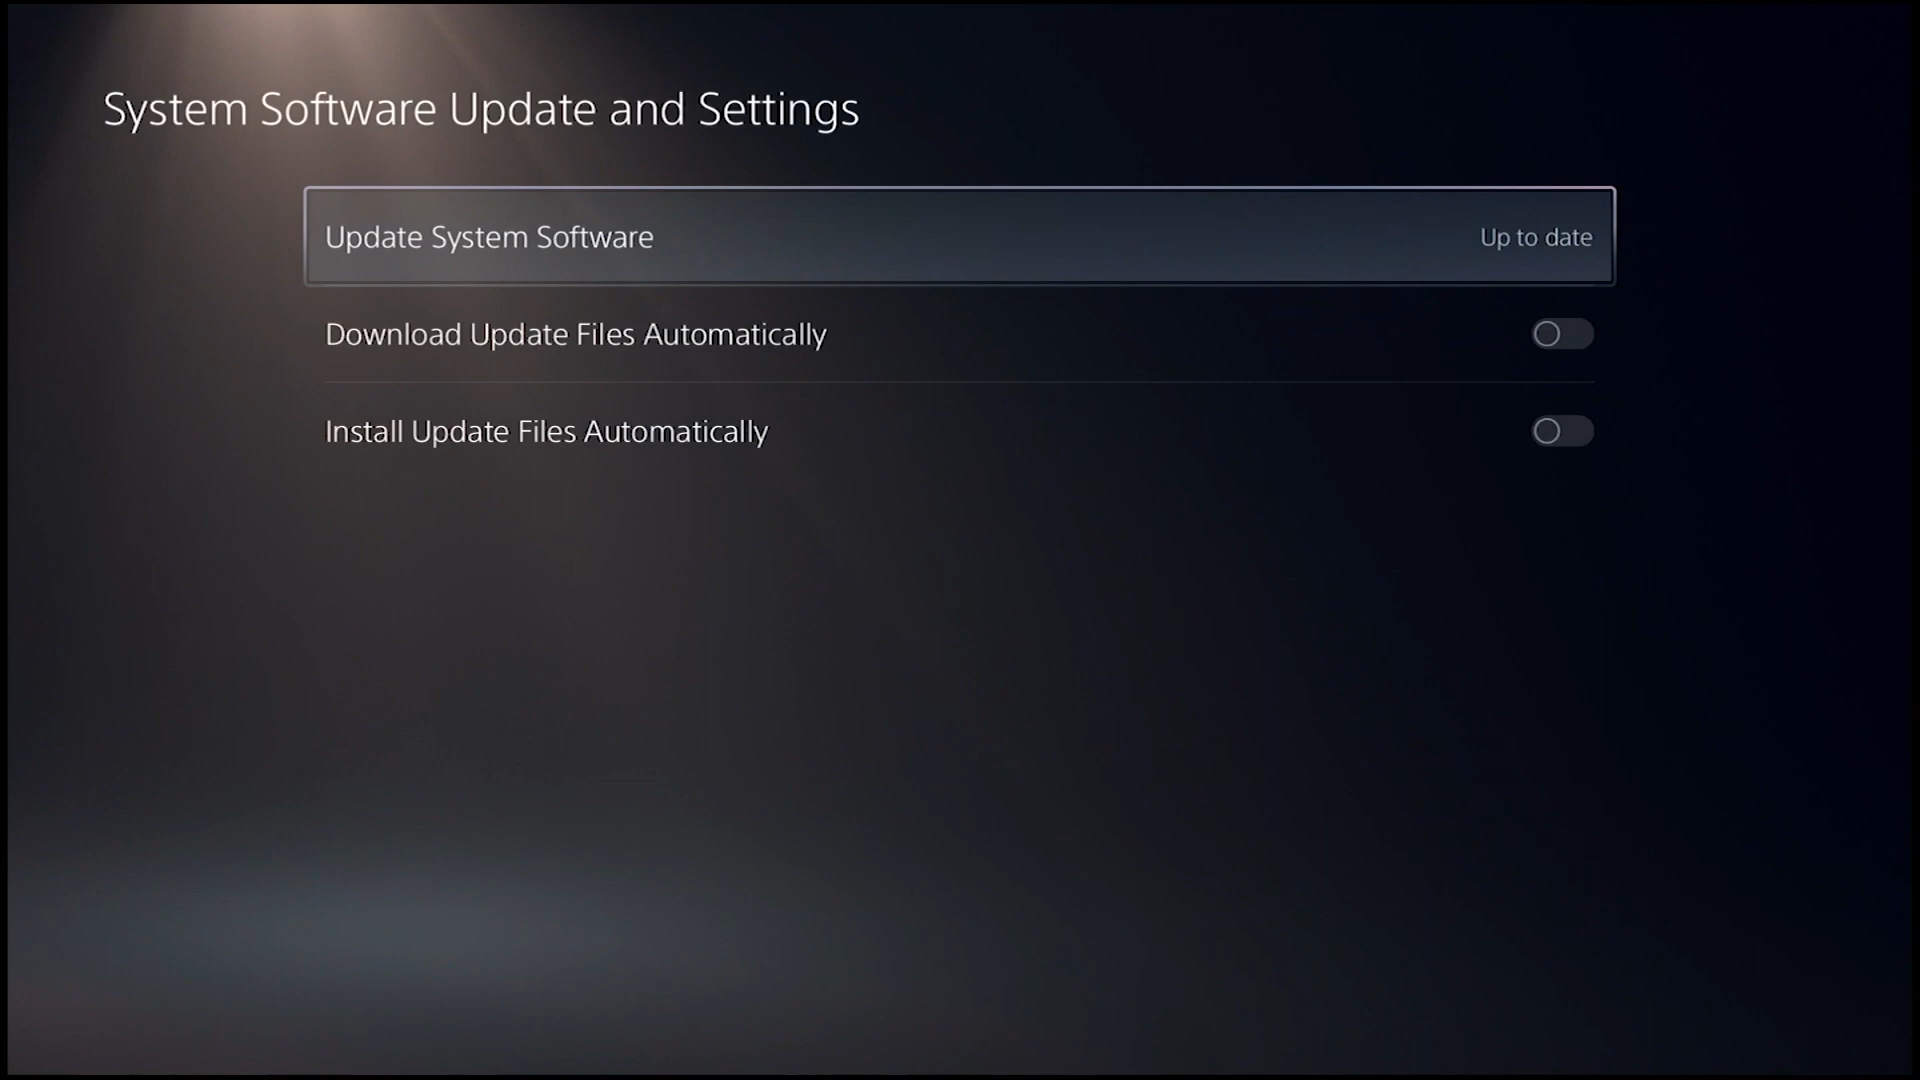 System Software Update and Settings
Update System Software
Up to date
Download Update Files Automatically
Install Update Files Automatically